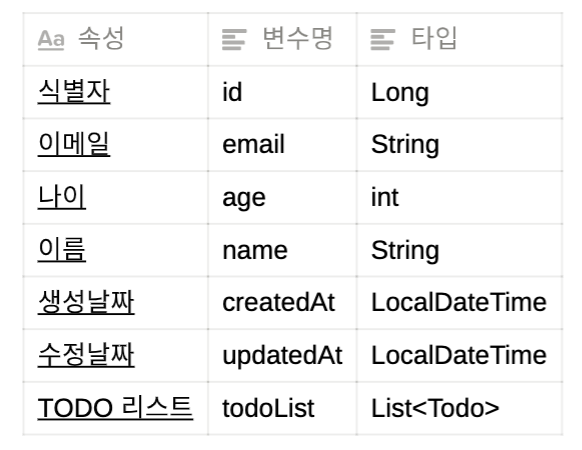 Aa 속성 변수명 타입
식별자 id Long
이메일 email String
나이 age int
이름 name String
생성날짜 createdAt LocalDateTime
수정날짜 updatedAt LocalDateTime
TODO 리스트 todoList List<Todo>